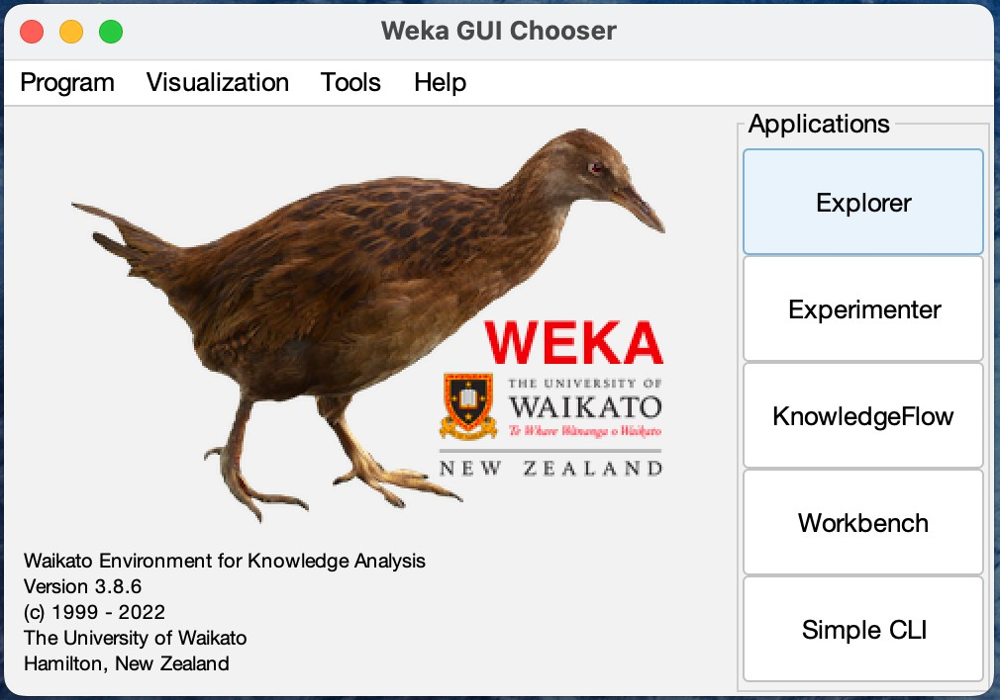 Weka GUI Chooser
Program Visualization Tools Help
Applications
Explorer
Experimenter
KnowledgeFlow
Workbench
Simple CLI
WEKA
THE UNIVERSITY OF
WAIKATO
Te Whare Wānanga o Waikato
NEW ZEALAND
Waikato Environment for Knowledge Analysis
Version 3.8.6
(c) 1999 - 2022
The University of Waikato
Hamilton, New Zealand